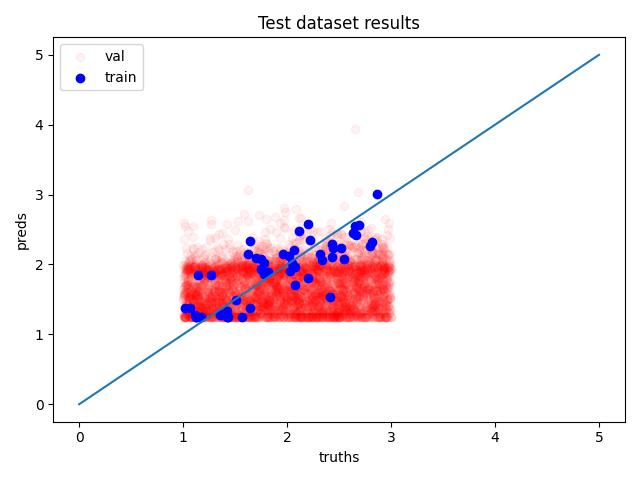 Test dataset results
val
train
5
4
3
2
1
0
preds
0 1 2 3 4 5
truths